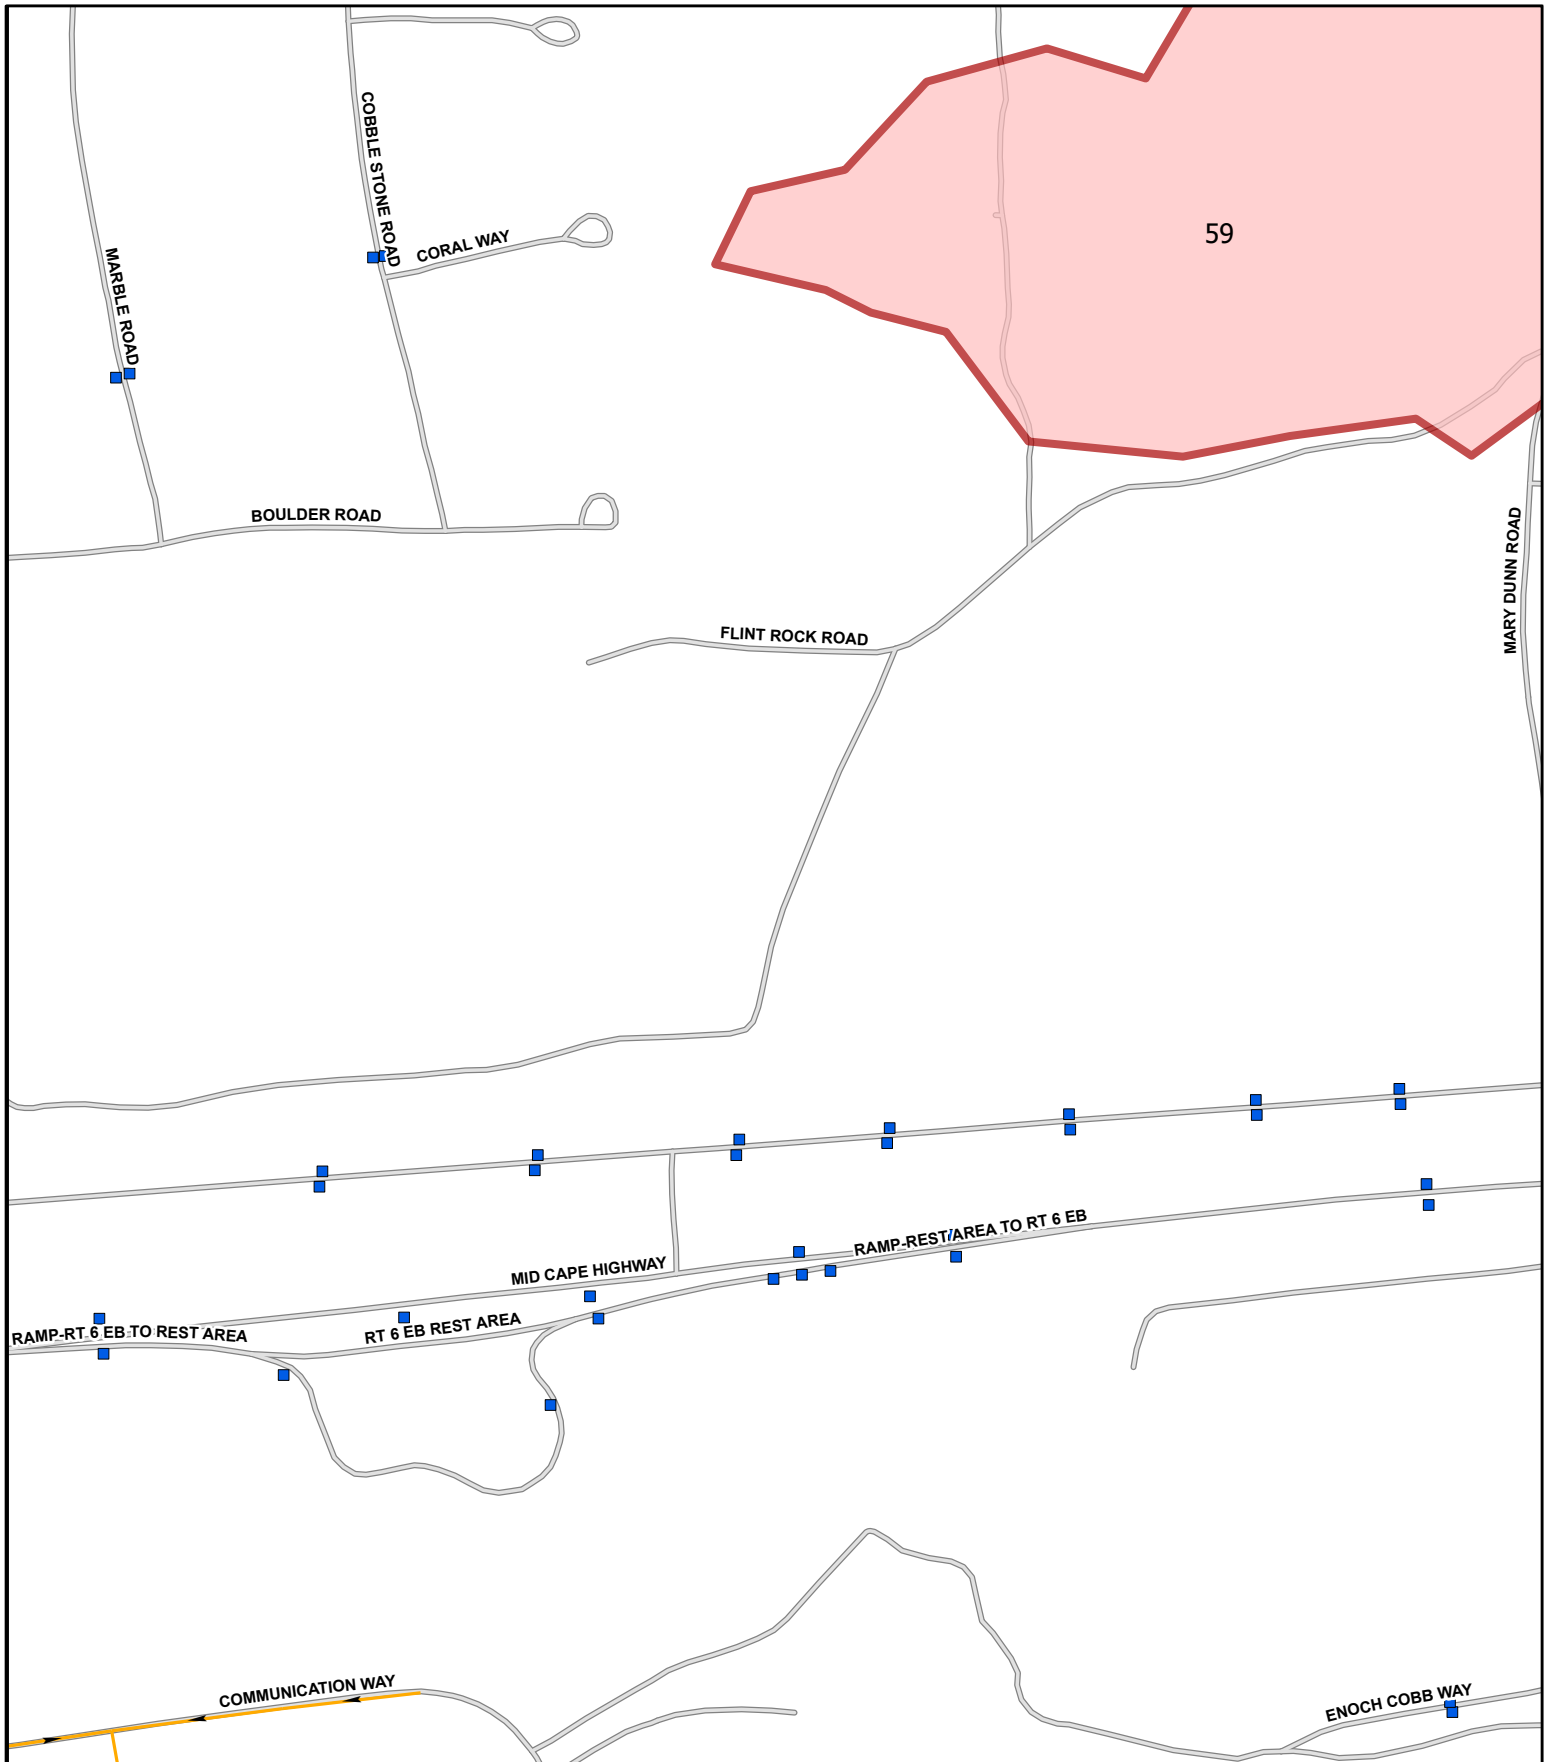 COBBLE STONE ROAD
59
CORAL WAY
MARBLE ROAD
BOULDER ROAD
MARY DUNN ROAD
FLINT ROCK ROAD
RAMP-REST AREA TO RT 6 EB
MID CAPE HIGHWAY
RT 6 EB REST AREA
RAMP-RT 6 EB TO REST AREA
COMMUNICATION WAY
ENOCH COBB WAY